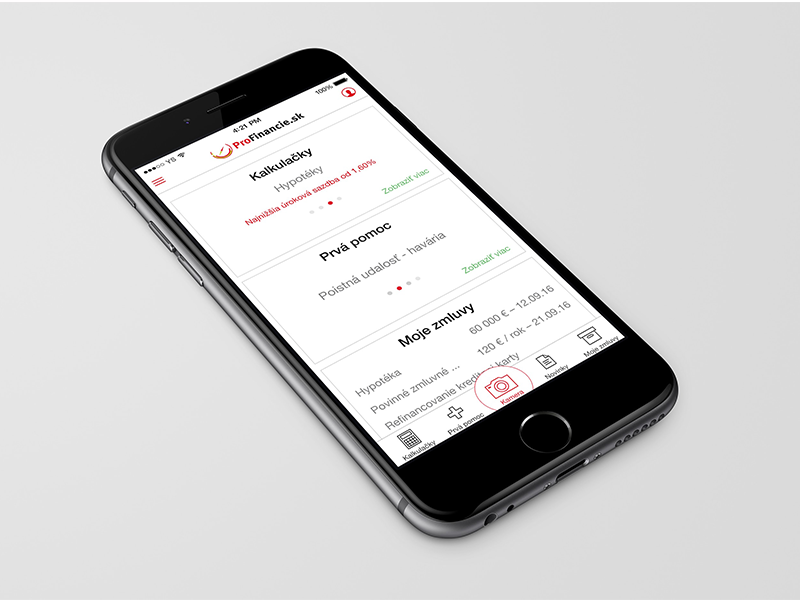 YS
4:21 PM
100%
ProFinancie.sk
Kalkulačky
Hypotéky
Najnižšia úroková sadzba od 1,60%
Zobraziť viac
Prvá pomoc
Poistná udalosť - havária
Zobraziť viac
Moje zmluvy
Hypotéka 60 000 € – 12.09.16
Povinné zmluvné ... 120 € / rok – 21.09.16
Refinancovanie kreditnej karty
Kalkulačky
Prvá pomoc
Kamera
Novinky
Moje zmluvy